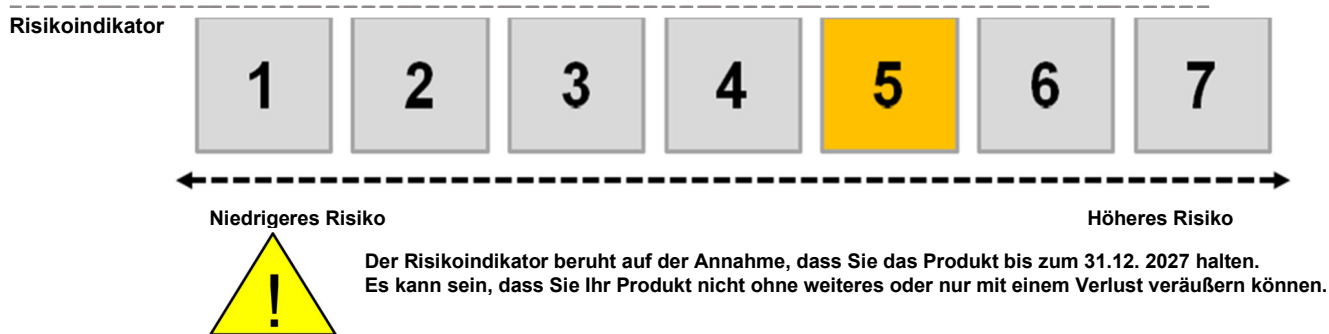 Risikoindikator
1 2 3 4 5 6 7
Niedrigeres Risiko Höheres Risiko
!
Der Risikoindikator beruht auf der Annahme, dass Sie das Produkt bis zum 31.12. 2027 halten.
Es kann sein, dass Sie Ihr Produkt nicht ohne weiteres oder nur mit einem Verlust veräußern können.